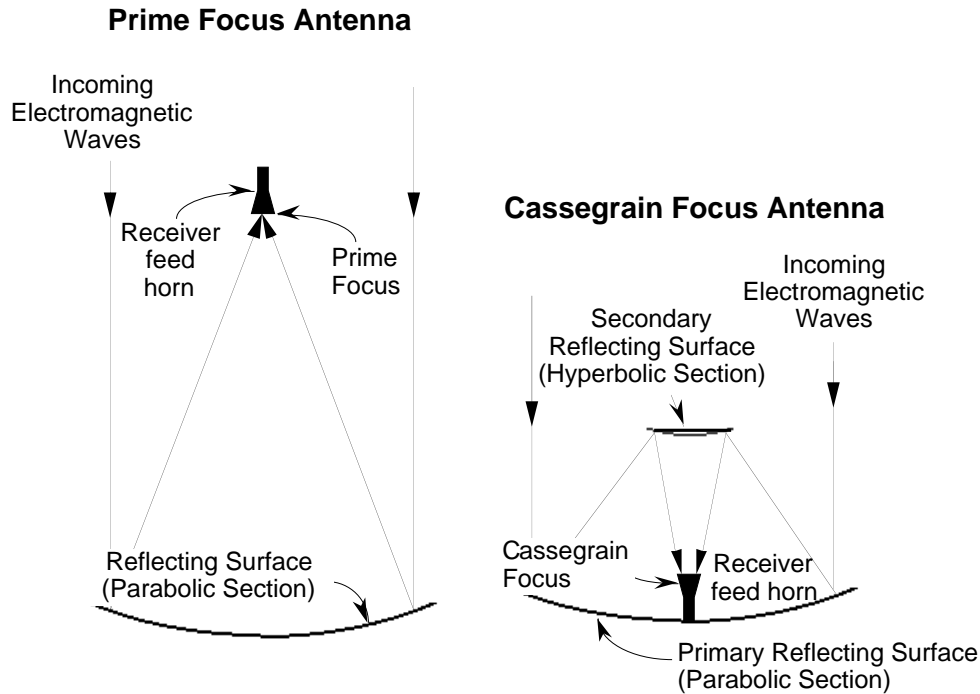 Prime Focus Antenna
Incoming
Electromagnetic
Waves
Receiver
feed
horn
Prime
Focus
Reflecting Surface
(Parabolic Section)
Cassegrain Focus Antenna
Incoming
Electromagnetic
Waves
Secondary
Reflecting Surface
(Hyperbolic Section)
Cassegrain
Focus
Receiver
feed horn
Primary Reflecting Surface
(Parabolic Section)